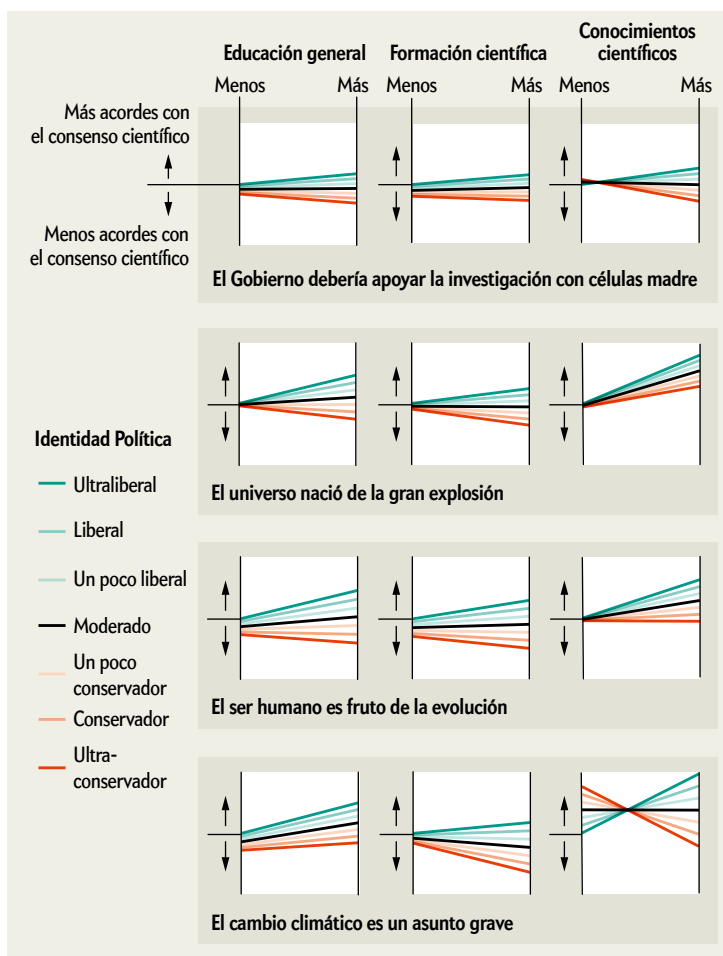 Educación general
Formación científica
Conocimientos
científicos
Menos
Más
Menos
Más
Menos
Más
Más acordes con
el consenso científico
Menos acordes con
el consenso científico
El Gobierno debería apoyar la investigación con células madre
El universo nació de la gran explosión
Identidad Política
Ultraliberal
Liberal
Un poco liberal
Moderado
Un poco
conservador
Conservador
Ultra-
conservador
El ser humano es fruto de la evolución
El cambio climático es un asunto grave